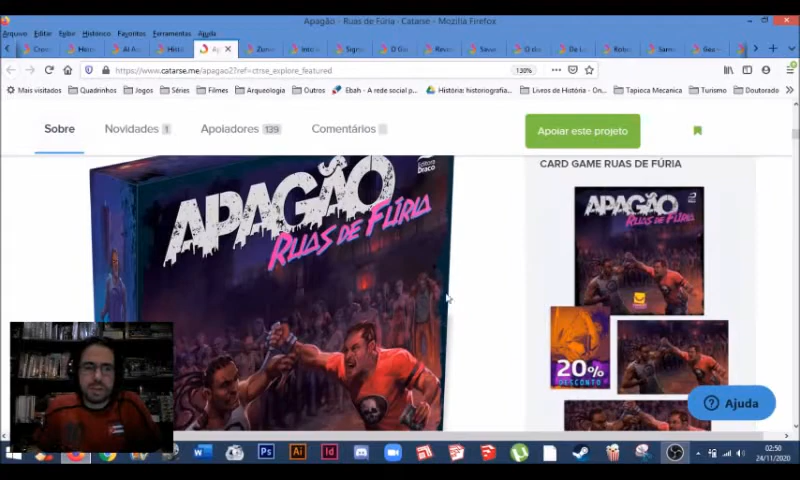 Apagão - Ruas de Fúria · Catarse - Mozilla Firefox
Arquivo Editar Exibir Histórico Favoritos Ferramentas Ajuda
https://www.catarse.me/apagao2?ref=ctrse_explore_featured
130%
Mais visitados Quadrinhos Jogos Séries Filmes Arqueologia Outros Ebah - A rede social p... História: historiografia... Livros de História - On... Tapioca Mecanica Turismo Doutorado
Sobre Novidades 1 Apoiadores 139 Comentários
Apoiar este projeto
CARD GAME RUAS DE FÚRIA
APAGÃO
RUAS DE FÚRIA
Editora
Draco
APAGÃO
RUAS DE FÚRIA
20%
DESCONTO
Ajuda
02:50
24/11/2020